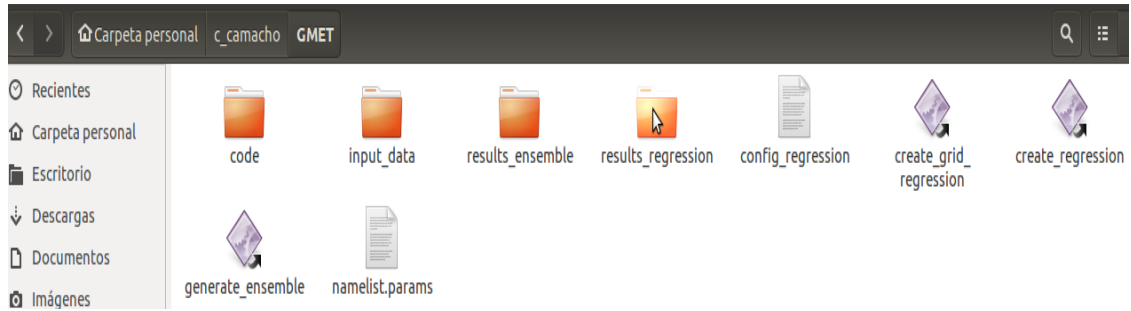 Carpeta personal c_camacho GMET
Recientes
Carpeta personal
Escritorio
Descargas
Documentos
Imágenes
code
input_data
results_ensemble
results_regression
config_regression
create_grid_
regression
create_regression
generate_ensemble
namelist.params